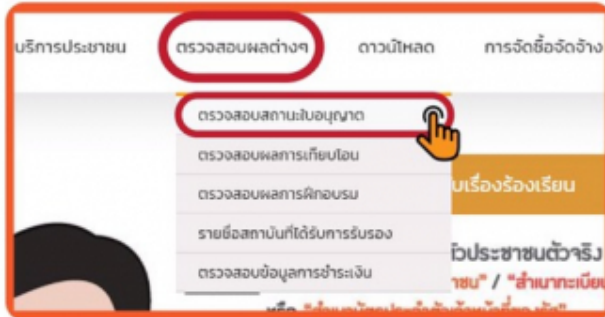 บริการประชาชน ตรวจสอบผลต่างๆ ดาวน์โหลด การจัดซื้อจัดจ้าง
ตรวจสอบสถานะใบอนุญาต
ตรวจสอบผลการเทียบโอน
ตรวจสอบผลการฝึกอบรม
บเรื่องร้องเรียน
รายชื่อสถาบันที่ได้รับการรับรอง
ัวประชาชนตัวจริง
ตรวจสอบข้อมูลการชำระเงิน
าชน" / "สำเนาทะเบีย
หรือ